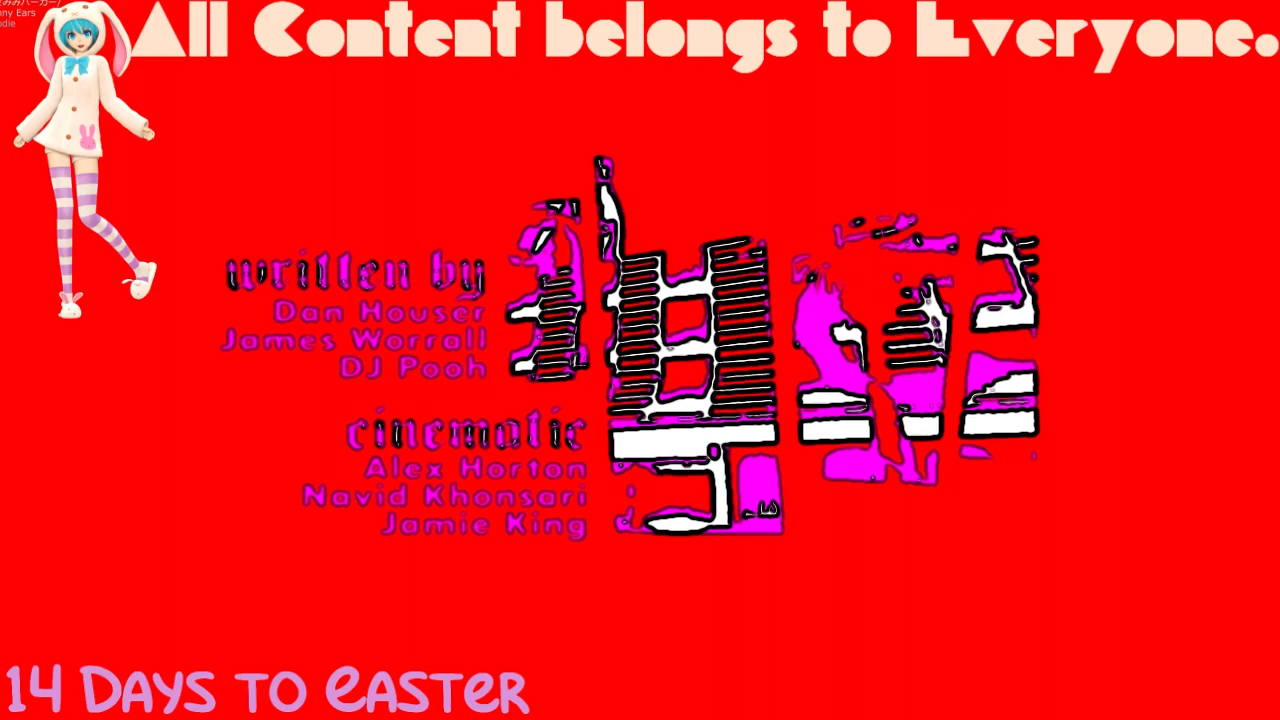 All Content belongs to Everyone.
written by
Dan Houser
James Worrall
DJ Pooh
cinematic
Alex Horton
Navid Khonsari
Jamie King
14 Days to Easter